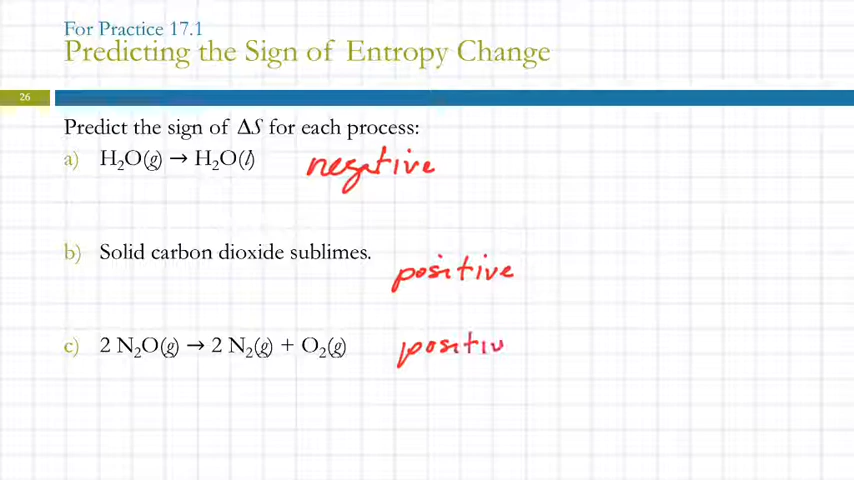 For Practice 17.1
Predicting the Sign of Entropy Change
26
Predict the sign of ΔS for each process:
a) H₂O(g) → H₂O(l) negative
b) Solid carbon dioxide sublimes. positive
c) 2 N₂O(g) → 2 N₂(g) + O₂(g) positiv